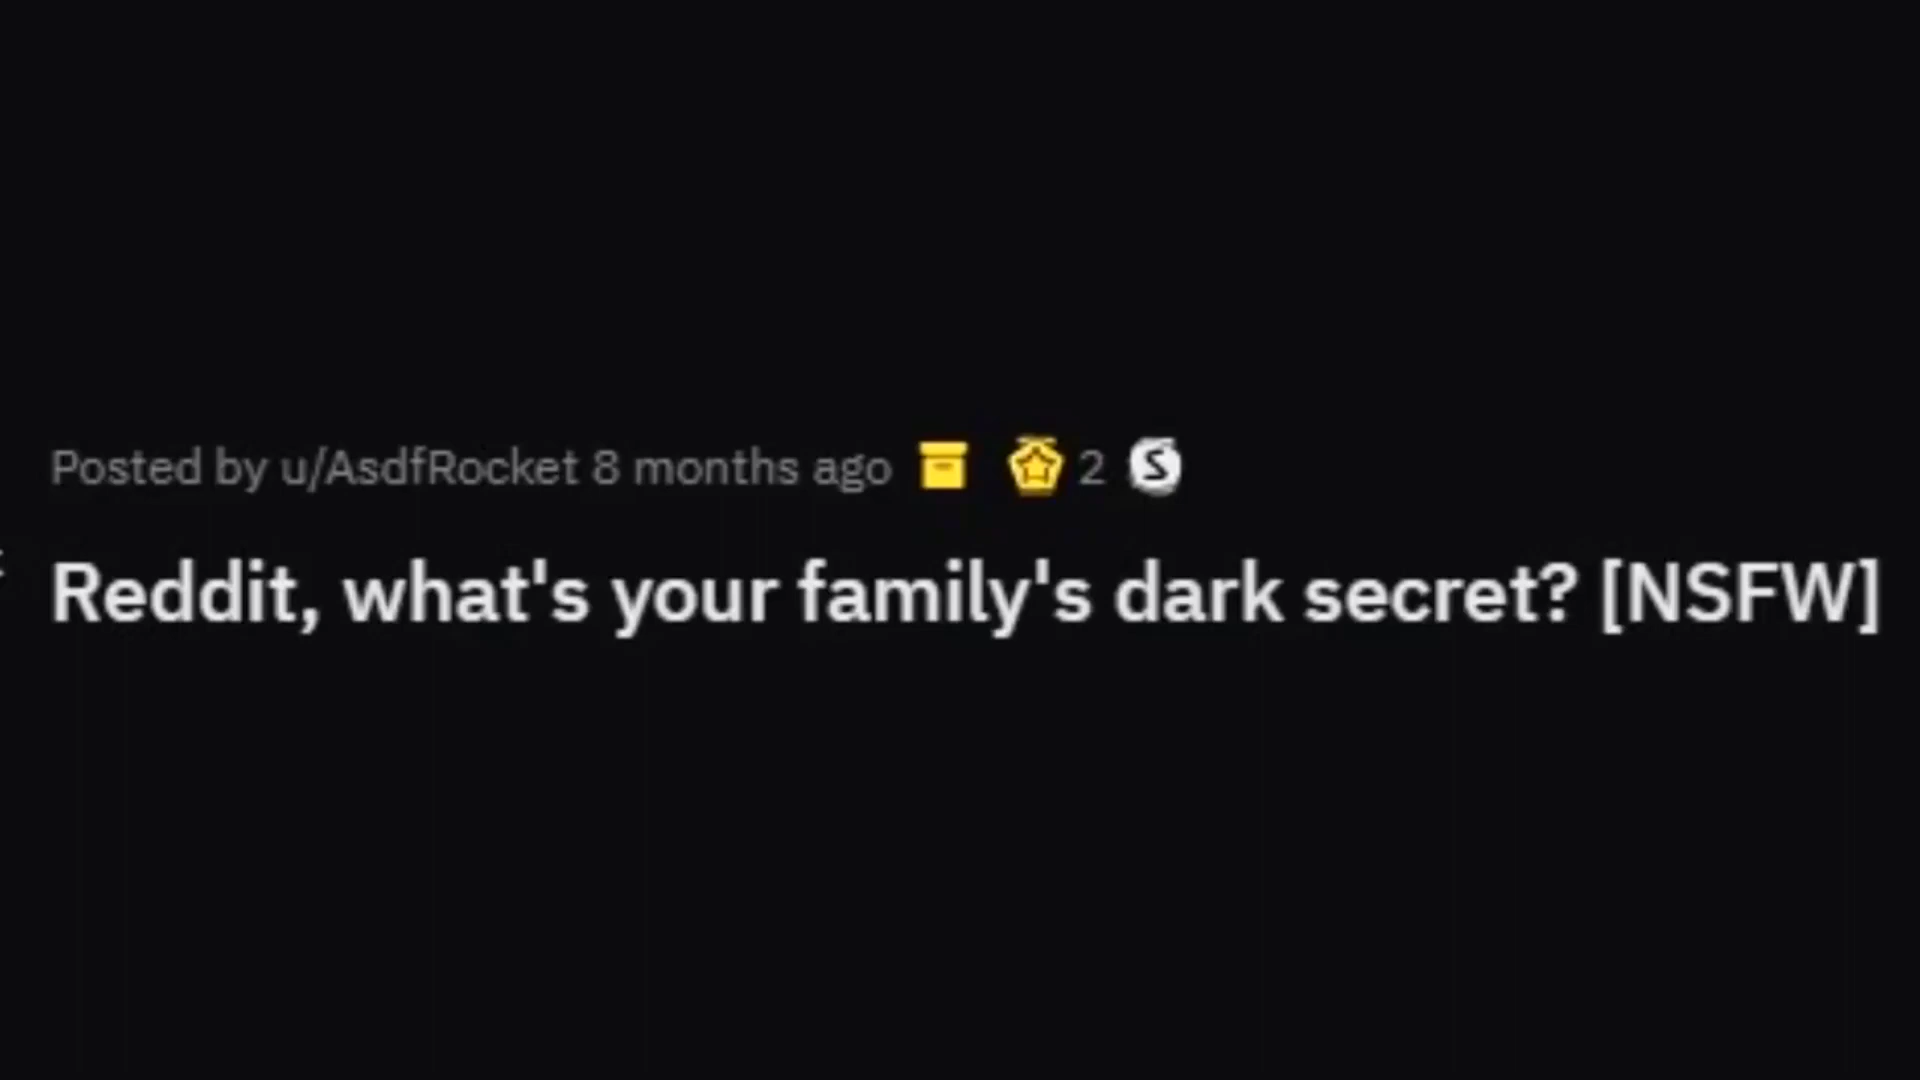 Posted by u/AsdfRocket 8 months ago 2 S
Reddit, what's your family's dark secret? [NSFW]